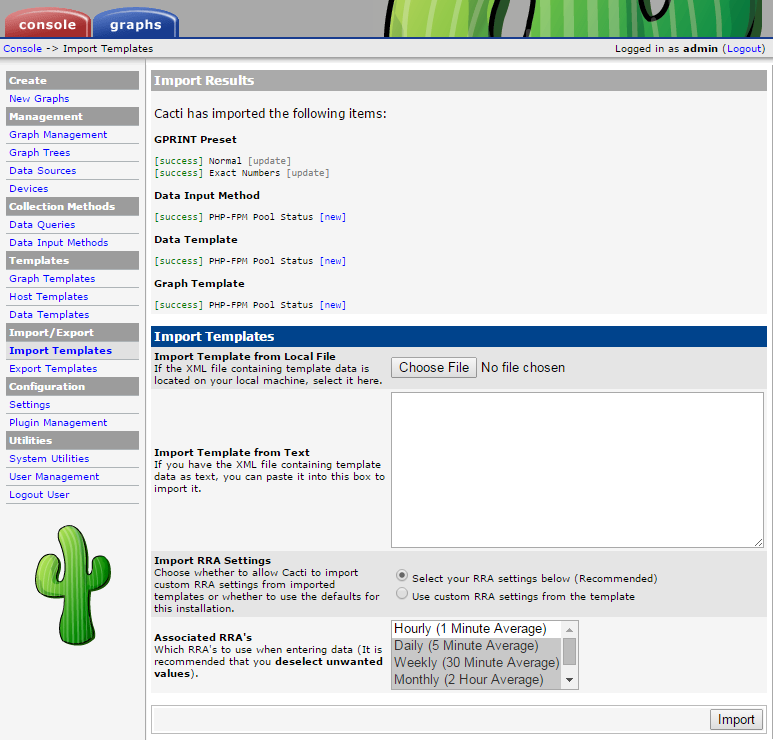 console graphs
Console -> Import Templates Logged in as admin (Logout)
Create
New Graphs
Management
Graph Management
Graph Trees
Data Sources
Devices
Collection Methods
Data Queries
Data Input Methods
Templates
Graph Templates
Host Templates
Data Templates
Import/Export
Import Templates
Export Templates
Configuration
Settings
Plugin Management
Utilities
System Utilities
User Management
Logout User
Import Results
Cacti has imported the following items:
GPRINT Preset
[success] Normal [update]
[success] Exact Numbers [update]
Data Input Method
[success] PHP-FPM Pool Status [new]
Data Template
[success] PHP-FPM Pool Status [new]
Graph Template
[success] PHP-FPM Pool Status [new]
Import Templates
Import Template from Local File
If the XML file containing template data is
located on your local machine, select it here.
Choose File No file chosen
Import Template from Text
If you have the XML file containing template
data as text, you can paste it into this box to
import it.
Import RRA Settings
Choose whether to allow Cacti to import
custom RRA settings from imported
templates or whether to use the defaults for
this installation.
Select your RRA settings below (Recommended)
Use custom RRA settings from the template
Associated RRA's
Which RRA's to use when entering data (It is
recommended that you deselect unwanted
values).
Hourly (1 Minute Average)
Daily (5 Minute Average)
Weekly (30 Minute Average)
Monthly (2 Hour Average)
Import